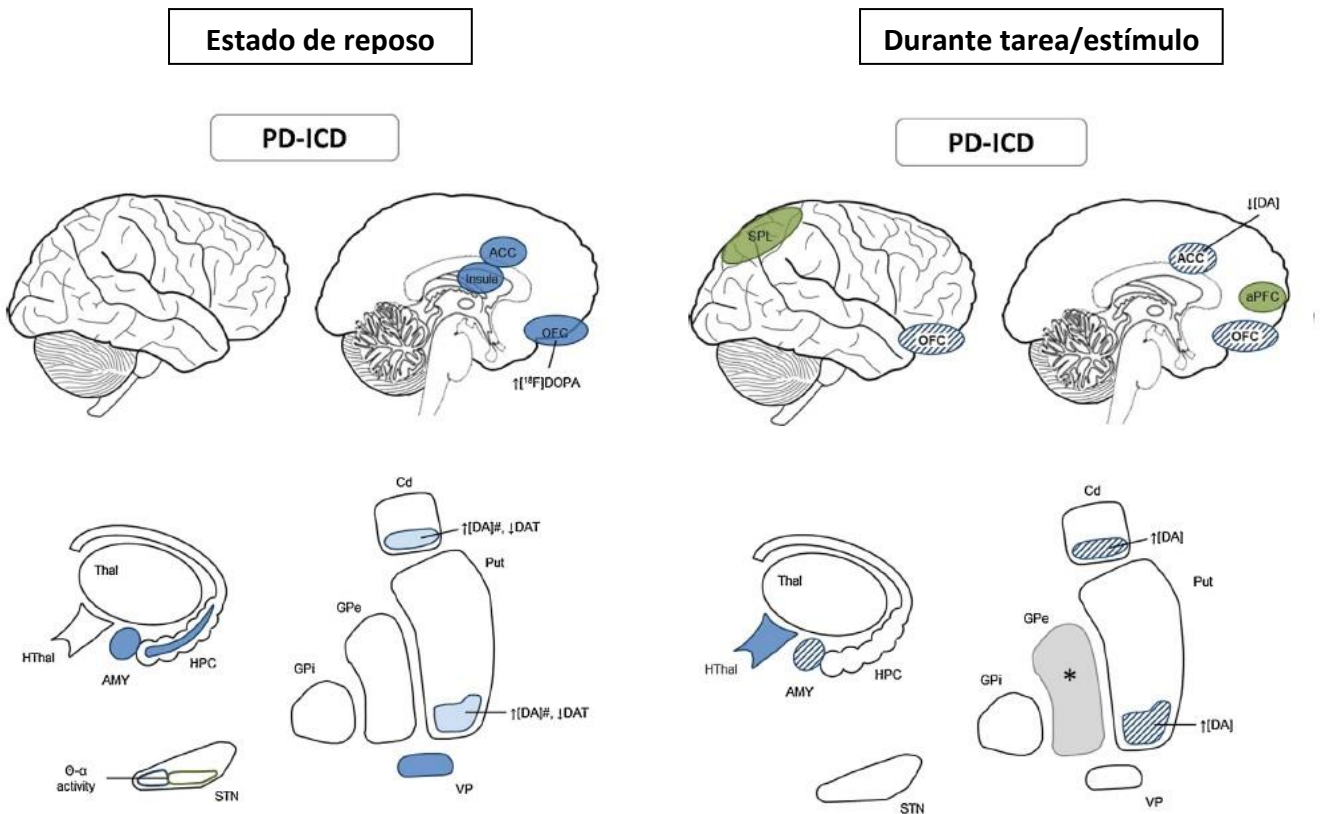 Estado de reposo
Durante tarea/estímulo
PD-ICD
PD-ICD
ACC
Insula
OFC
↑[¹⁸F]DOPA
SPL
OFC
↓[DA]
ACC
aPFC
OFC
Cd
↑[DA]#, ↓DAT
Put
Thal
GPe
HThal
AMY
HPC
GPi
↑[DA]#, ↓DAT
Θ-α
activity
STN
VP
Cd
↑[DA]
Put
Thal
GPe
*
HThal
AMY
HPC
GPi
↑[DA]
STN
VP